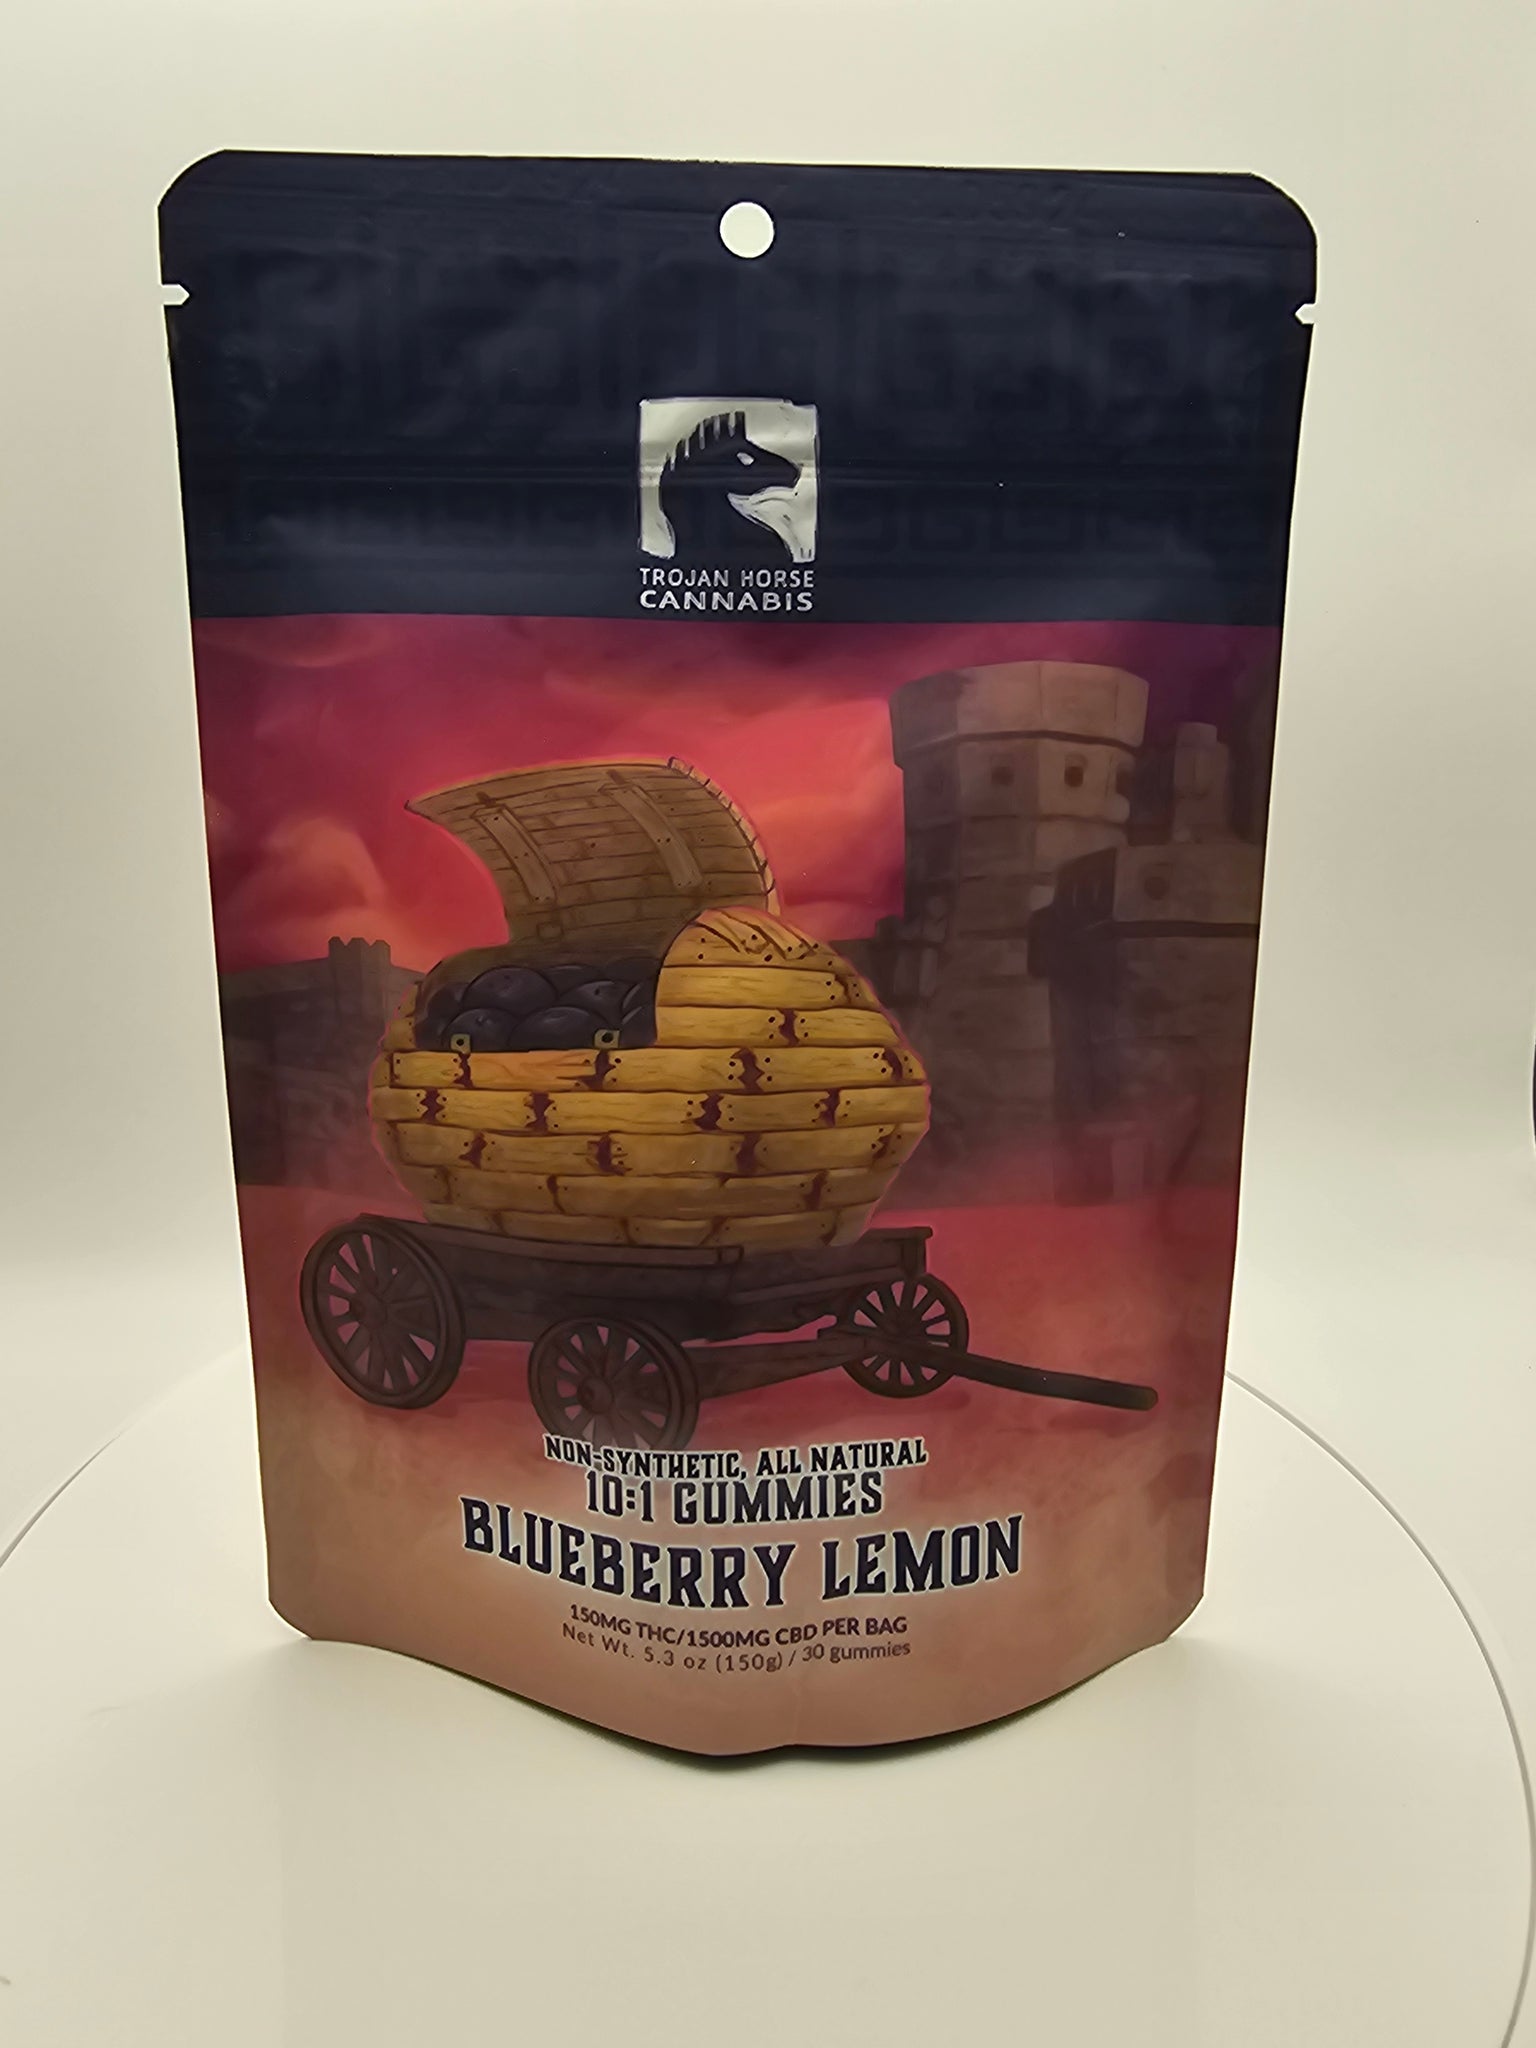 TROJAN HORSE
CANNABIS
NON-SYNTHETIC, ALL NATURAL
10:1 GUMMIES
BLUEBERRY LEMON
150MG THC/1500MG CBD PER BAG
Net Wt. 5.3 oz (150g) / 30 gummies